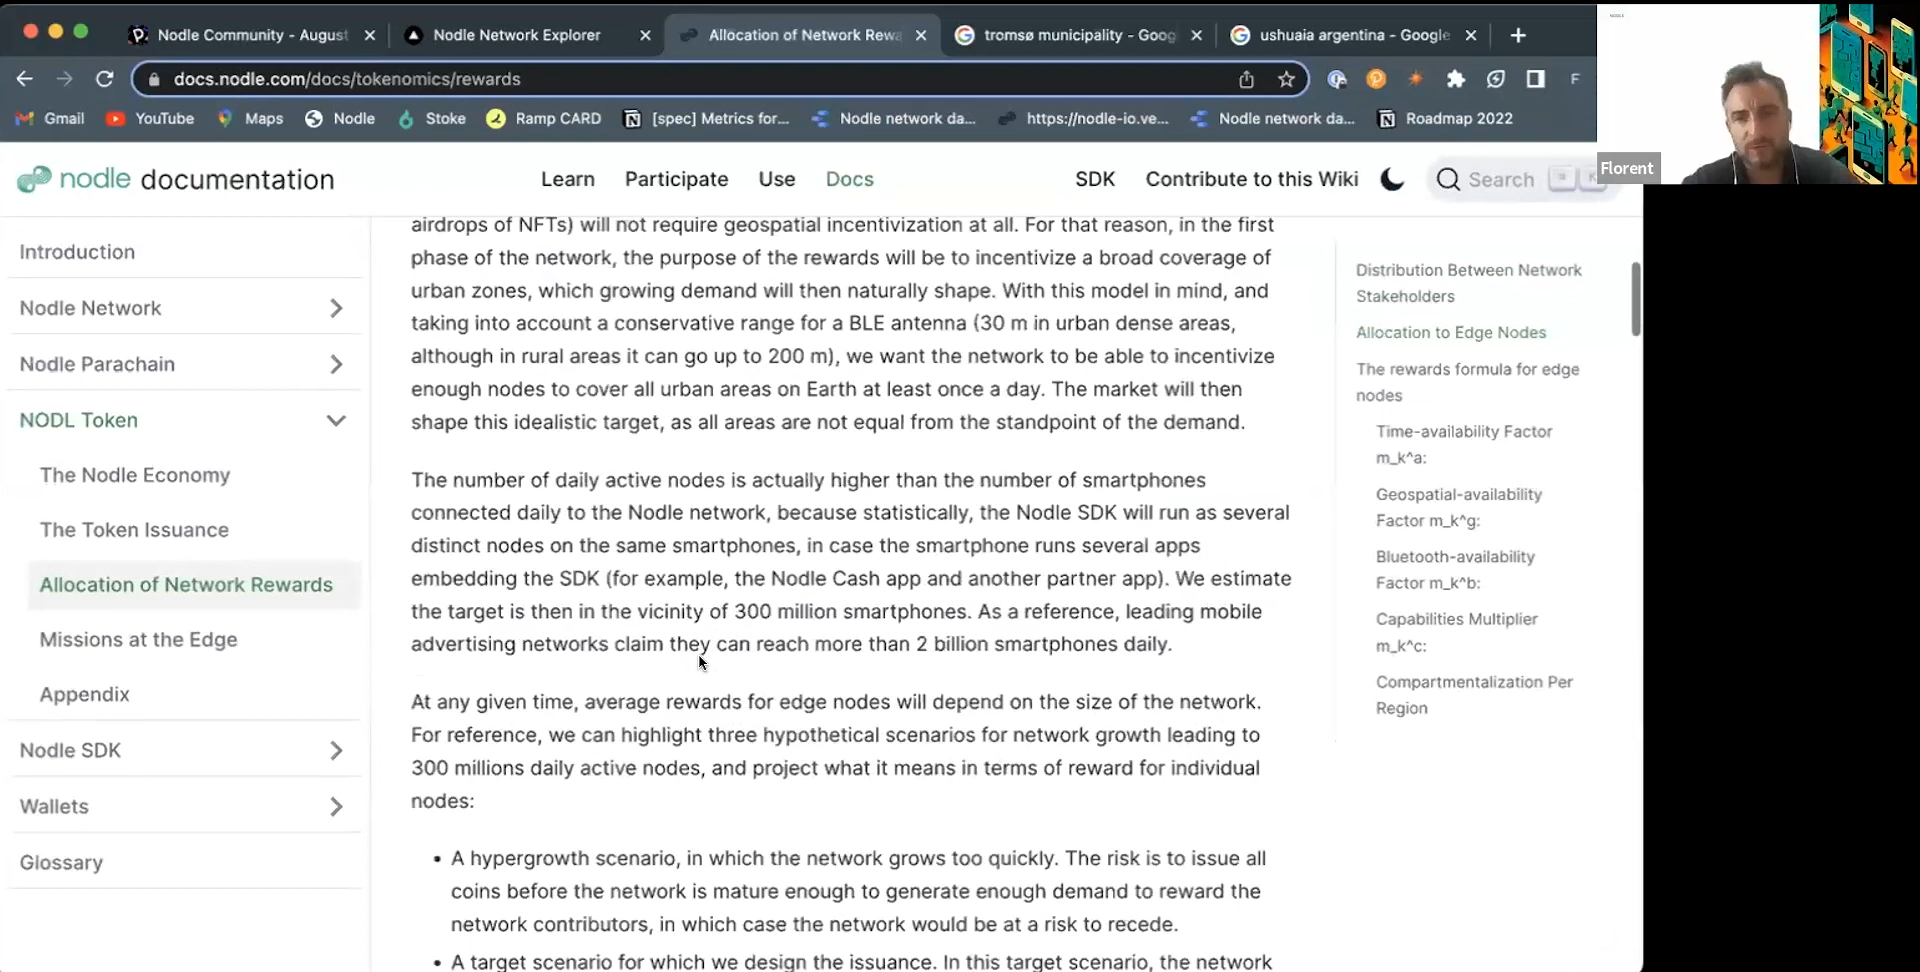 Nodle Community - August
Nodle Network Explorer
Allocation of Network Rewa
tromsø municipality - Goog
ushuaia argentina - Google
docs.nodle.com/docs/tokenomics/rewards
F
Gmail
YouTube
Maps
Nodle
Stoke
Ramp CARD
[spec] Metrics for...
Nodle network da...
https://nodle-io.ve...
Nodle network da...
Roadmap 2022
Florent
nodle documentation
Learn
Participate
Use
Docs
SDK
Contribute to this Wiki
Search
Introduction
Nodle Network
Nodle Parachain
NODL Token
The Nodle Economy
The Token Issuance
Allocation of Network Rewards
Missions at the Edge
Appendix
Nodle SDK
Wallets
Glossary
airdrops of NFTs) will not require geospatial incentivization at all. For that reason, in the first
phase of the network, the purpose of the rewards will be to incentivize a broad coverage of
urban zones, which growing demand will then naturally shape. With this model in mind, and
taking into account a conservative range for a BLE antenna (30 m in urban dense areas,
although in rural areas it can go up to 200 m), we want the network to be able to incentivize
enough nodes to cover all urban areas on Earth at least once a day. The market will then
shape this idealistic target, as all areas are not equal from the standpoint of the demand.
The number of daily active nodes is actually higher than the number of smartphones
connected daily to the Nodle network, because statistically, the Nodle SDK will run as several
distinct nodes on the same smartphones, in case the smartphone runs several apps
embedding the SDK (for example, the Nodle Cash app and another partner app). We estimate
the target is then in the vicinity of 300 million smartphones. As a reference, leading mobile
advertising networks claim they can reach more than 2 billion smartphones daily.
At any given time, average rewards for edge nodes will depend on the size of the network.
For reference, we can highlight three hypothetical scenarios for network growth leading to
300 millions daily active nodes, and project what it means in terms of reward for individual
nodes:
• A hypergrowth scenario, in which the network grows too quickly. The risk is to issue all
coins before the network is mature enough to generate enough demand to reward the
network contributors, in which case the network would be at a risk to recede.
• A target scenario for which we design the issuance. In this target scenario, the network
Distribution Between Network
Stakeholders
Allocation to Edge Nodes
The rewards formula for edge
nodes
Time-availability Factor
m_k^a:
Geospatial-availability
Factor m_k^g:
Bluetooth-availability
Factor m_k^b:
Capabilities Multiplier
m_k^c:
Compartmentalization Per
Region